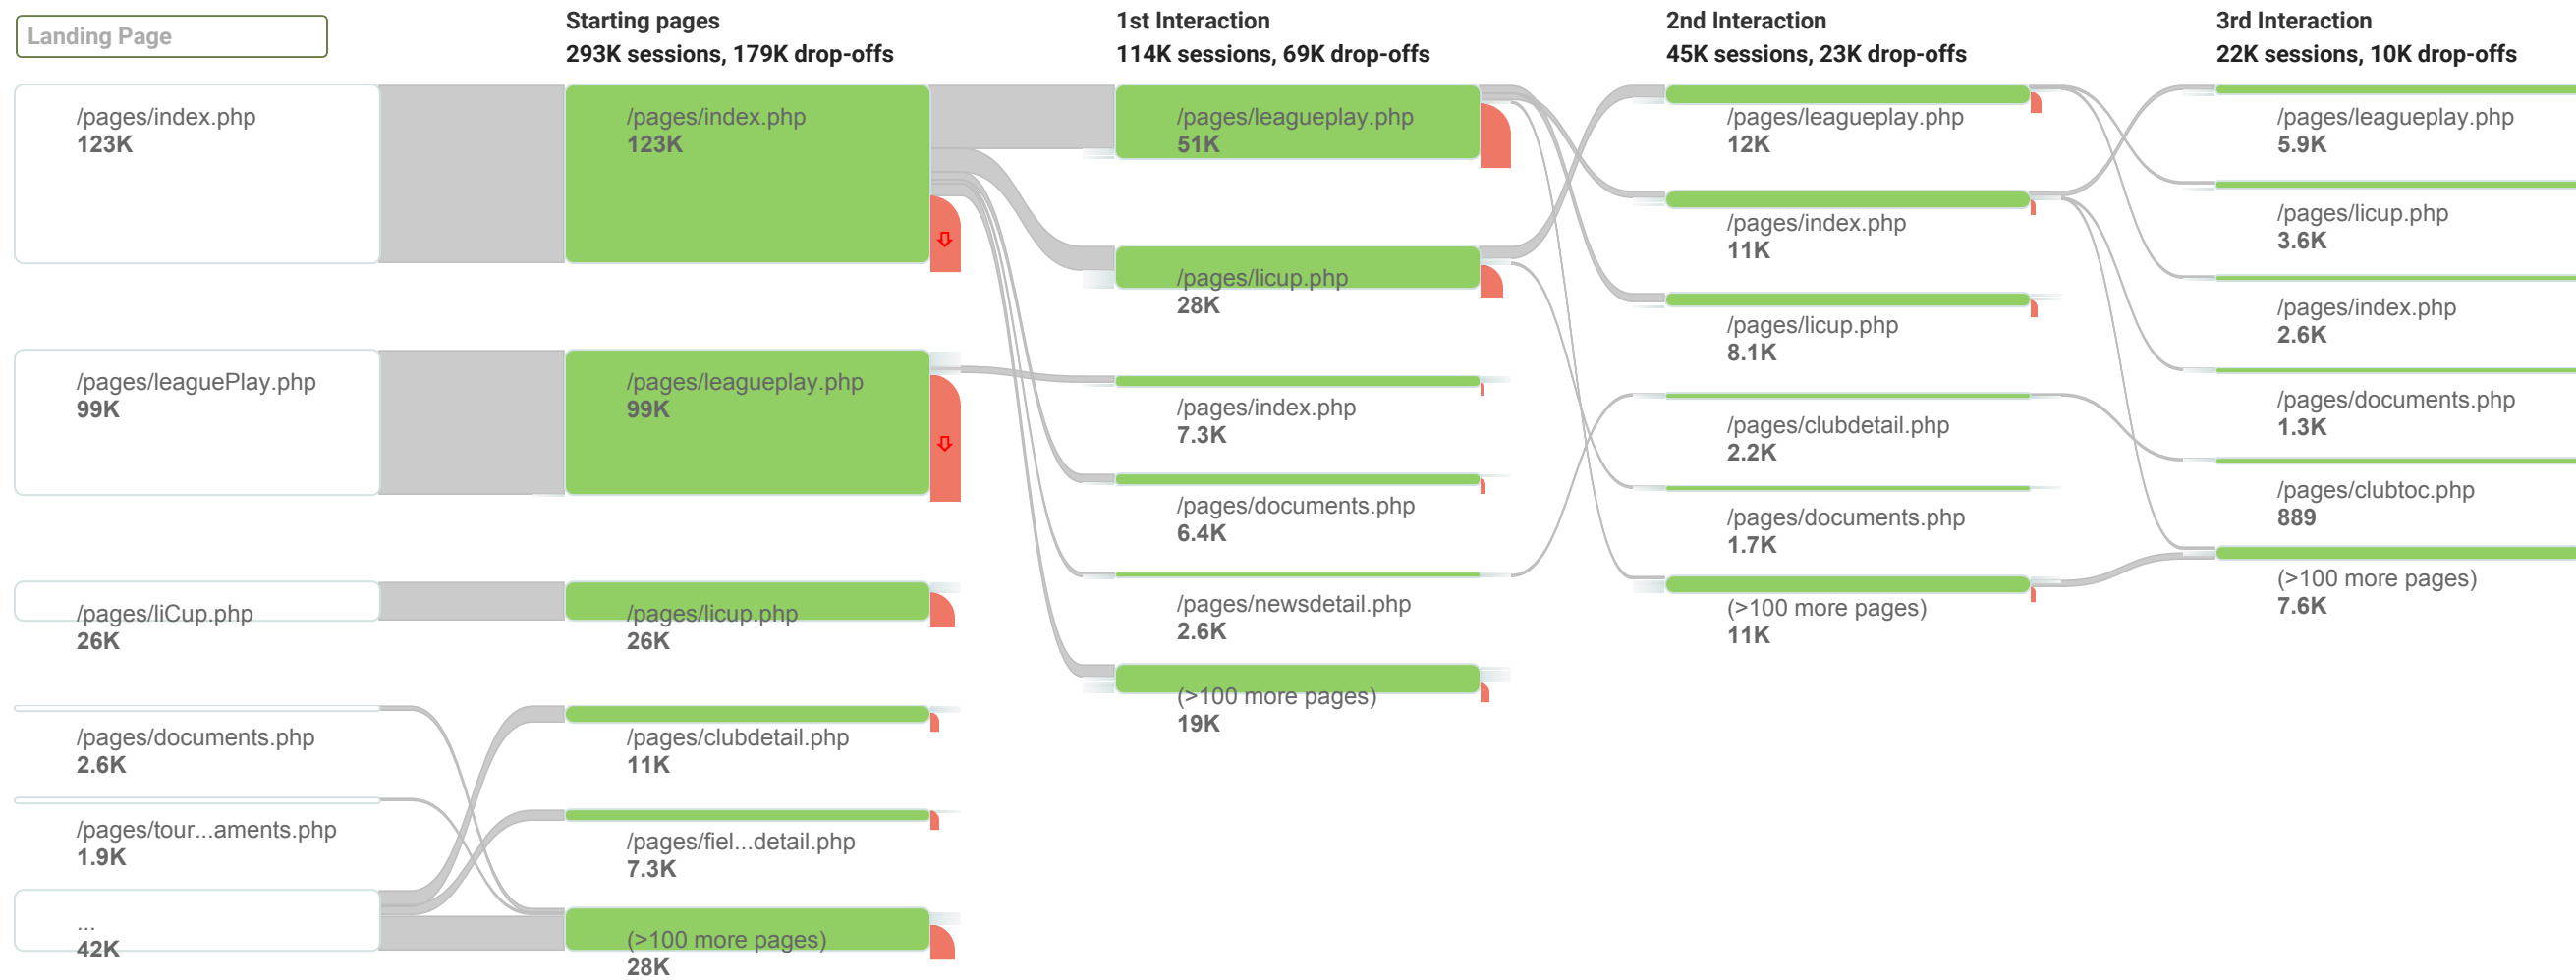 Landing Page
/pages/index.php
123K
/pages/leaguePlay.php
99K
/pages/liCup.php
26K
/pages/documents.php
2.6K
/pages/tour...aments.php
1.9K
...
42K
Starting pages
293K sessions, 179K drop-offs
/pages/index.php
123K
/pages/leagueplay.php
99K
/pages/licup.php
26K
/pages/clubdetail.php
11K
/pages/fiel...detail.php
7.3K
(>100 more pages)
28K
1st Interaction
114K sessions, 69K drop-offs
/pages/leagueplay.php
51K
/pages/licup.php
28K
/pages/index.php
7.3K
/pages/documents.php
6.4K
/pages/newsdetail.php
2.6K
(>100 more pages)
19K
2nd Interaction
45K sessions, 23K drop-offs
/pages/leagueplay.php
12K
/pages/index.php
11K
/pages/licup.php
8.1K
/pages/clubdetail.php
2.2K
/pages/documents.php
1.7K
(>100 more pages)
11K
3rd Interaction
22K sessions, 10K drop-offs
/pages/leagueplay.php
5.9K
/pages/licup.php
3.6K
/pages/index.php
2.6K
/pages/documents.php
1.3K
/pages/clubtoc.php
889
(>100 more pages)
7.6K